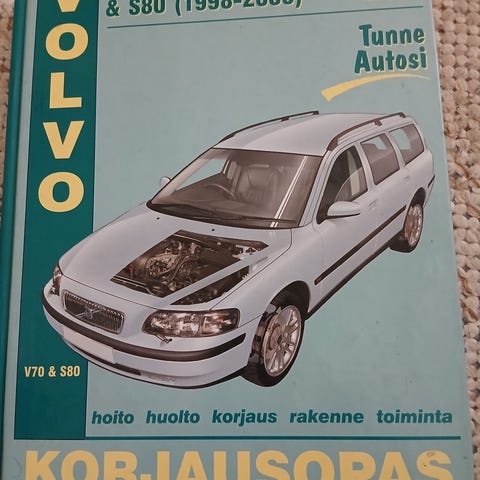 VOLVO
& S80 (1998-2005)
Tunne
Autosi
V70 & S80
hoito huolto korjaus rakenne toiminta
KORJAUSOPAS